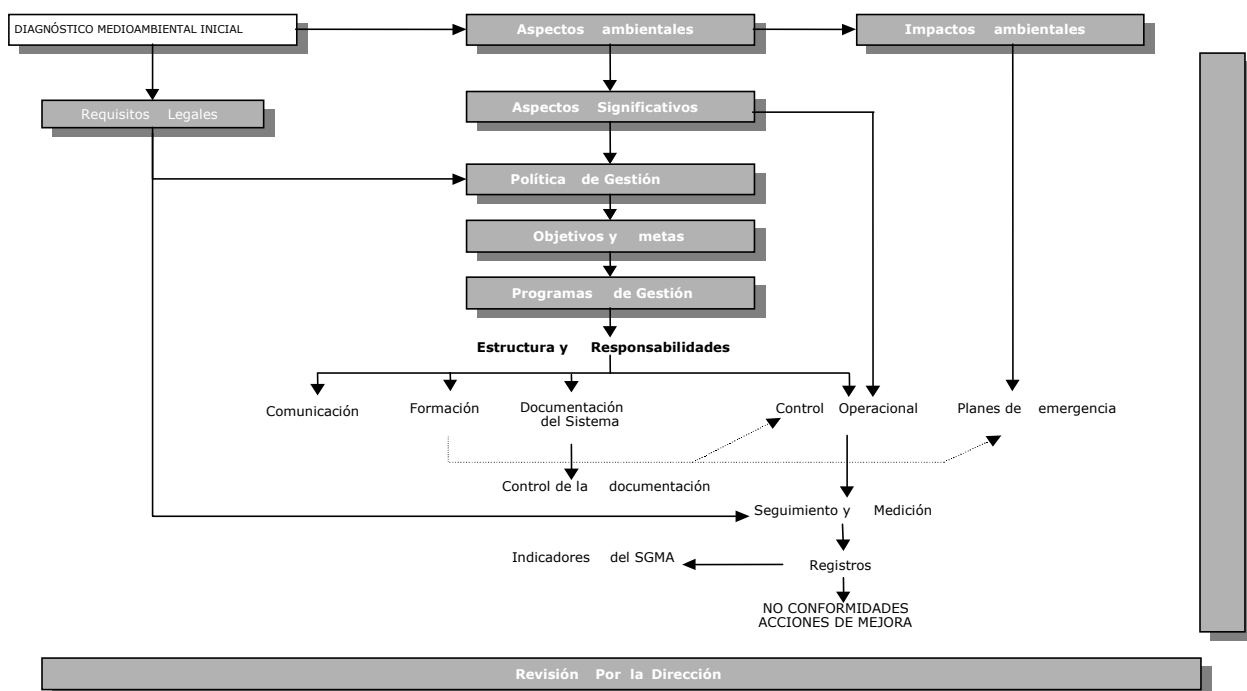 DIAGNÓSTICO MEDIOAMBIENTAL INICIAL
Aspectos ambientales
Impactos ambientales
Requisitos Legales
Aspectos Significativos
Política de Gestión
Objetivos y metas
Programas de Gestión
Estructura y Responsabilidades
Comunicación
Formación
Documentación
del Sistema
Control Operacional
Planes de emergencia
Control de la documentación
Seguimiento y Medición
Indicadores del SGMA
Registros
NO CONFORMIDADES
ACCIONES DE MEJORA
Revisión Por la Dirección